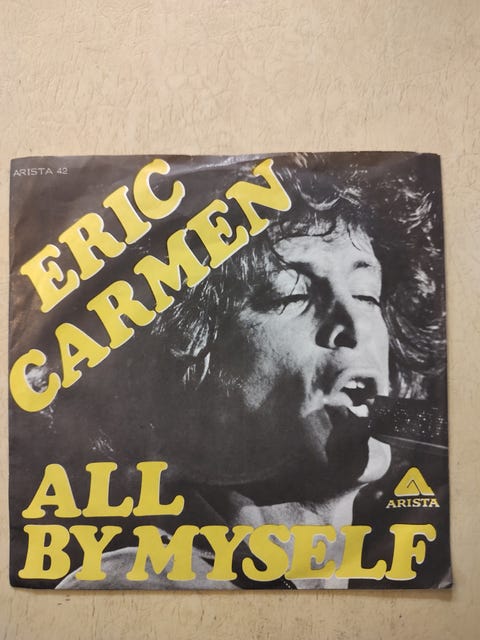 ARISTA 42
ERIC
CARMEN
ALL
BY MYSELF
ARISTA